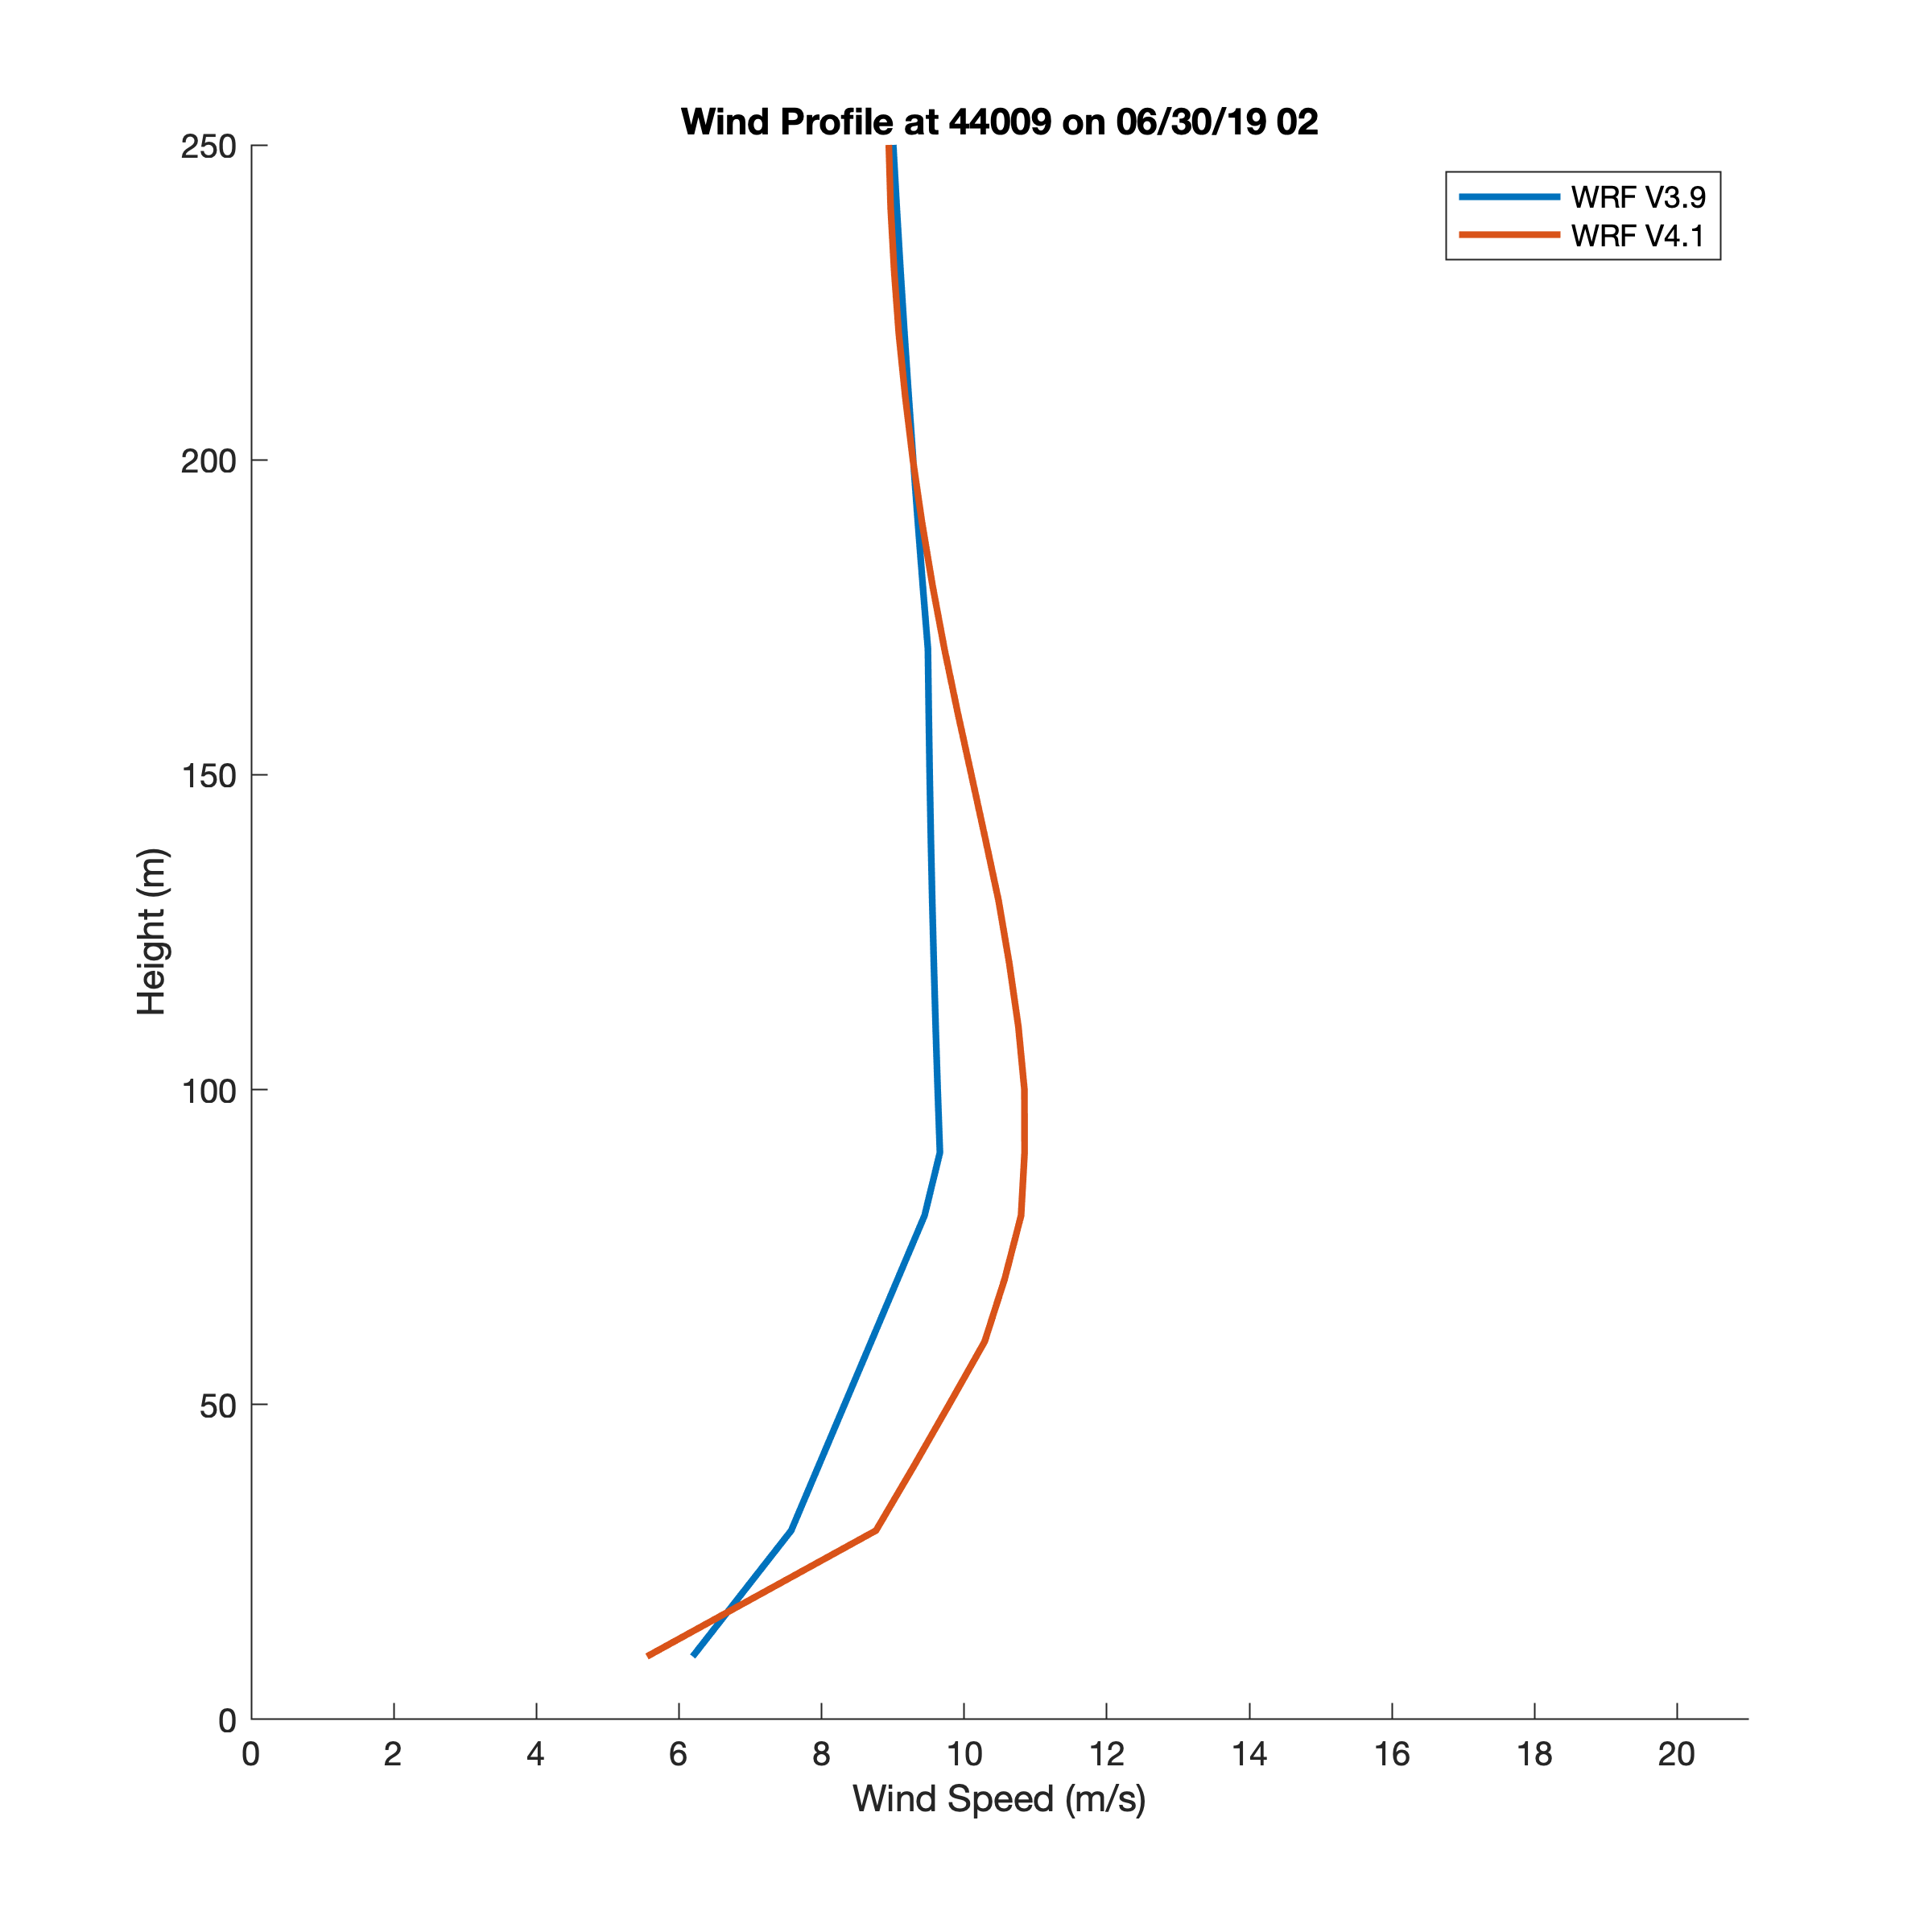 Wind Profile at 44009 on 06/30/19 02
WRF V3.9
WRF V4.1
250
200
150
100
50
0
Height (m)
0 2 4 6 8 10 12 14 16 18 20
Wind Speed (m/s)